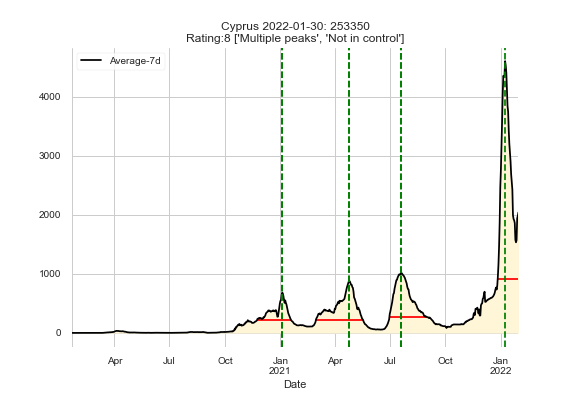 Cyprus 2022-01-30: 253350
Rating:8 ['Multiple peaks', 'Not in control']
Average-7d
4000
3000
2000
1000
0
Apr Jul Oct Jan Apr Jul Oct Jan
2021 2022
Date